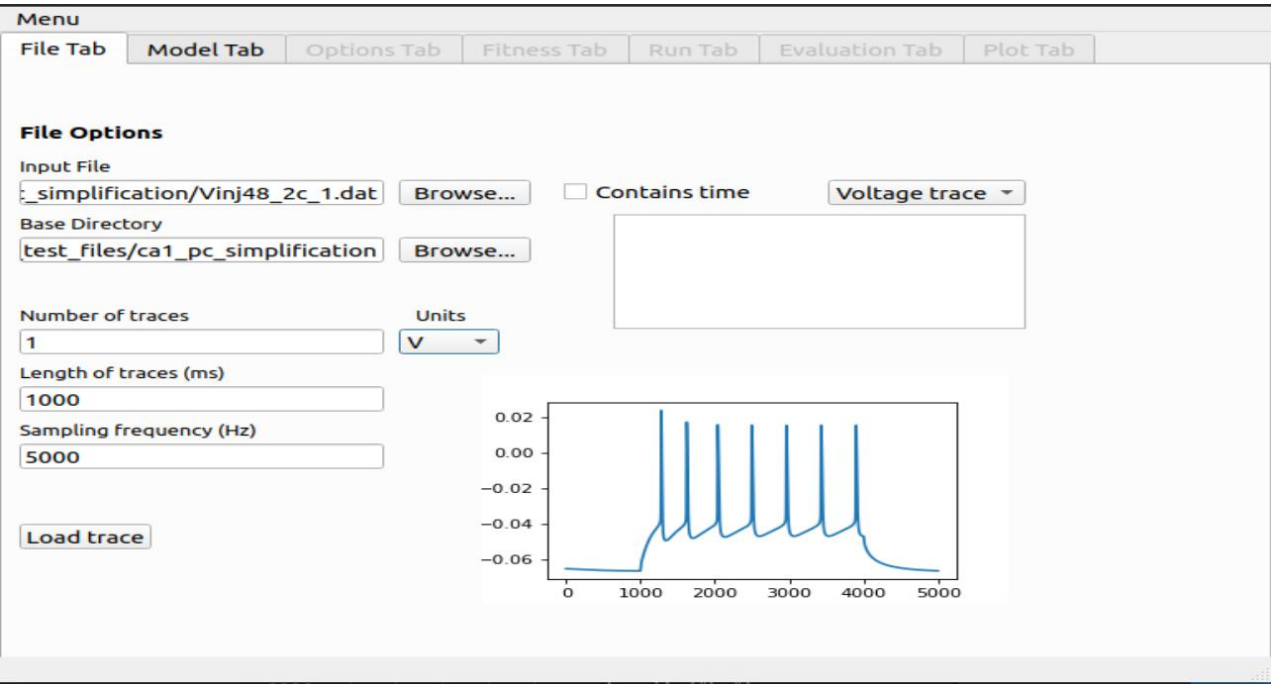 Menu
File Tab Model Tab Options Tab Fitness Tab Run Tab Evaluation Tab Plot Tab
File Options
Input File
:_simplification/Vinj48_2c_1.dat Browse... Contains time Voltage trace
Base Directory
test_files/ca1_pc_simplification Browse...
Number of traces Units
1 V
Length of traces (ms)
1000
Sampling frequency (Hz)
5000
Load trace
0.02
0.00
−0.02
−0.04
−0.06
0 1000 2000 3000 4000 5000